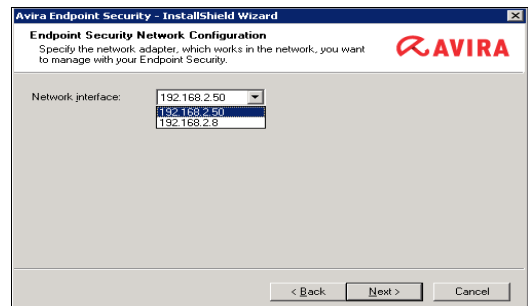 Avira Endpoint Security - InstallShield Wizard
Endpoint Security Network Configuration
Specify the network adapter, which works in the network, you want
to manage with your Endpoint Security.
AVIRA
Network interface:
192.168.2.50
192.168.2.50
192.168.2.8
< Back
Next >
Cancel